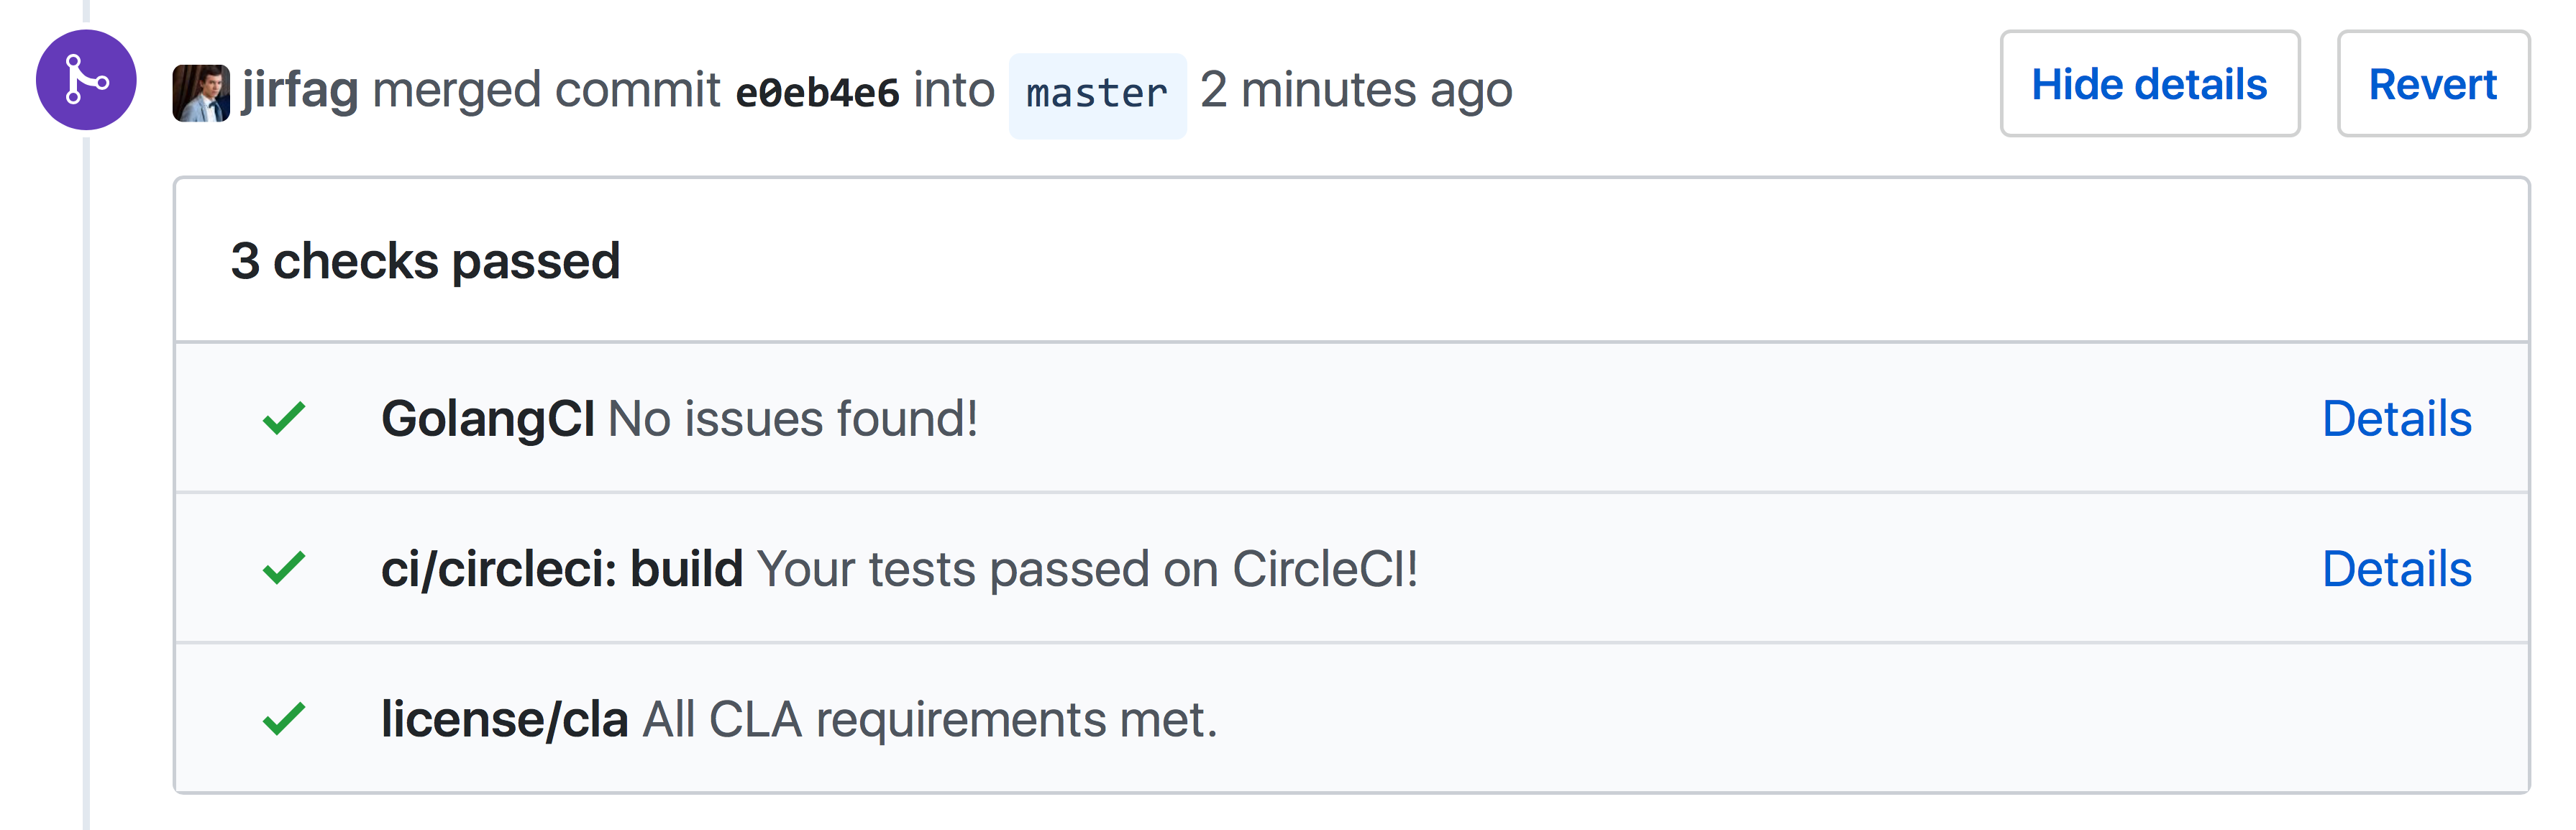 jirfag merged commit e0eb4e6 into master 2 minutes ago Hide details Revert
3 checks passed
GolangCI No issues found! Details
ci/circleci: build Your tests passed on CircleCI! Details
license/cla All CLA requirements met.